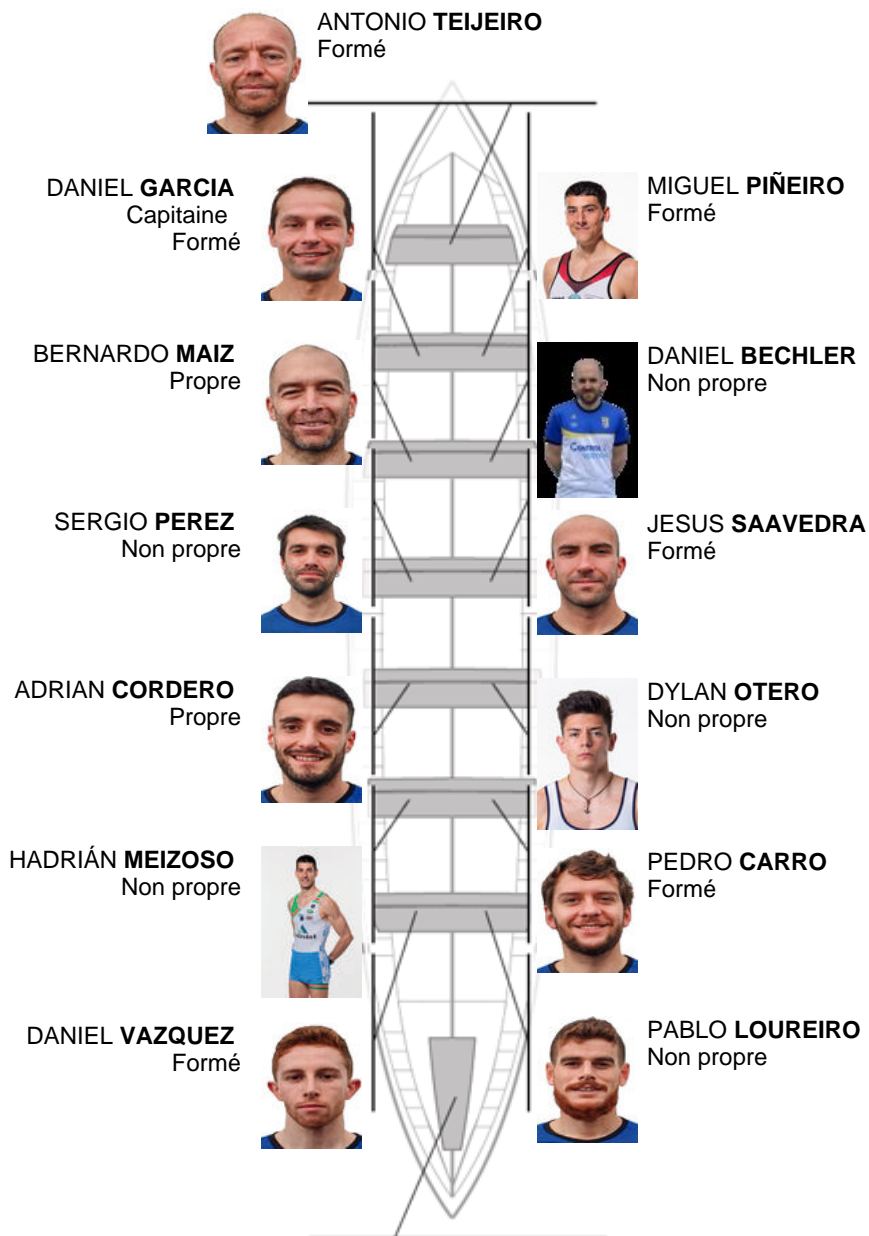 ANTONIO TEIJEIRO
Formé
DANIEL GARCIA
Capitaine
Formé
MIGUEL PIÑEIRO
Formé
BERNARDO MAIZ
Propre
DANIEL BECHLER
Non propre
SERGIO PEREZ
Non propre
JESUS SAAVEDRA
Formé
ADRIAN CORDERO
Propre
DYLAN OTERO
Non propre
HADRIÁN MEIZOSO
Non propre
PEDRO CARRO
Formé
DANIEL VAZQUEZ
Formé
PABLO LOUREIRO
Non propre